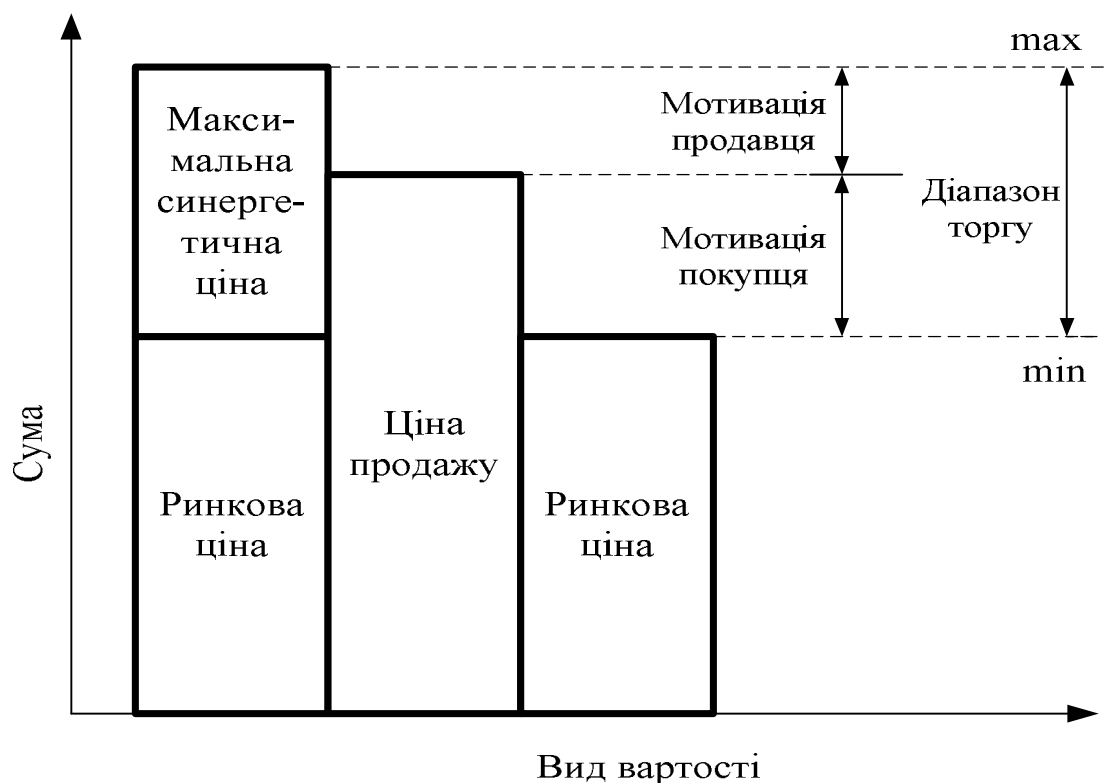 max
Макси-
мальна
синерге-
тична
ціна
Мотивація
продавця
Діапазон
торгу
Мотивація
покупця
min
Сума
Ціна
продажу
Ринкова
ціна
Ринкова
ціна
Вид вартості